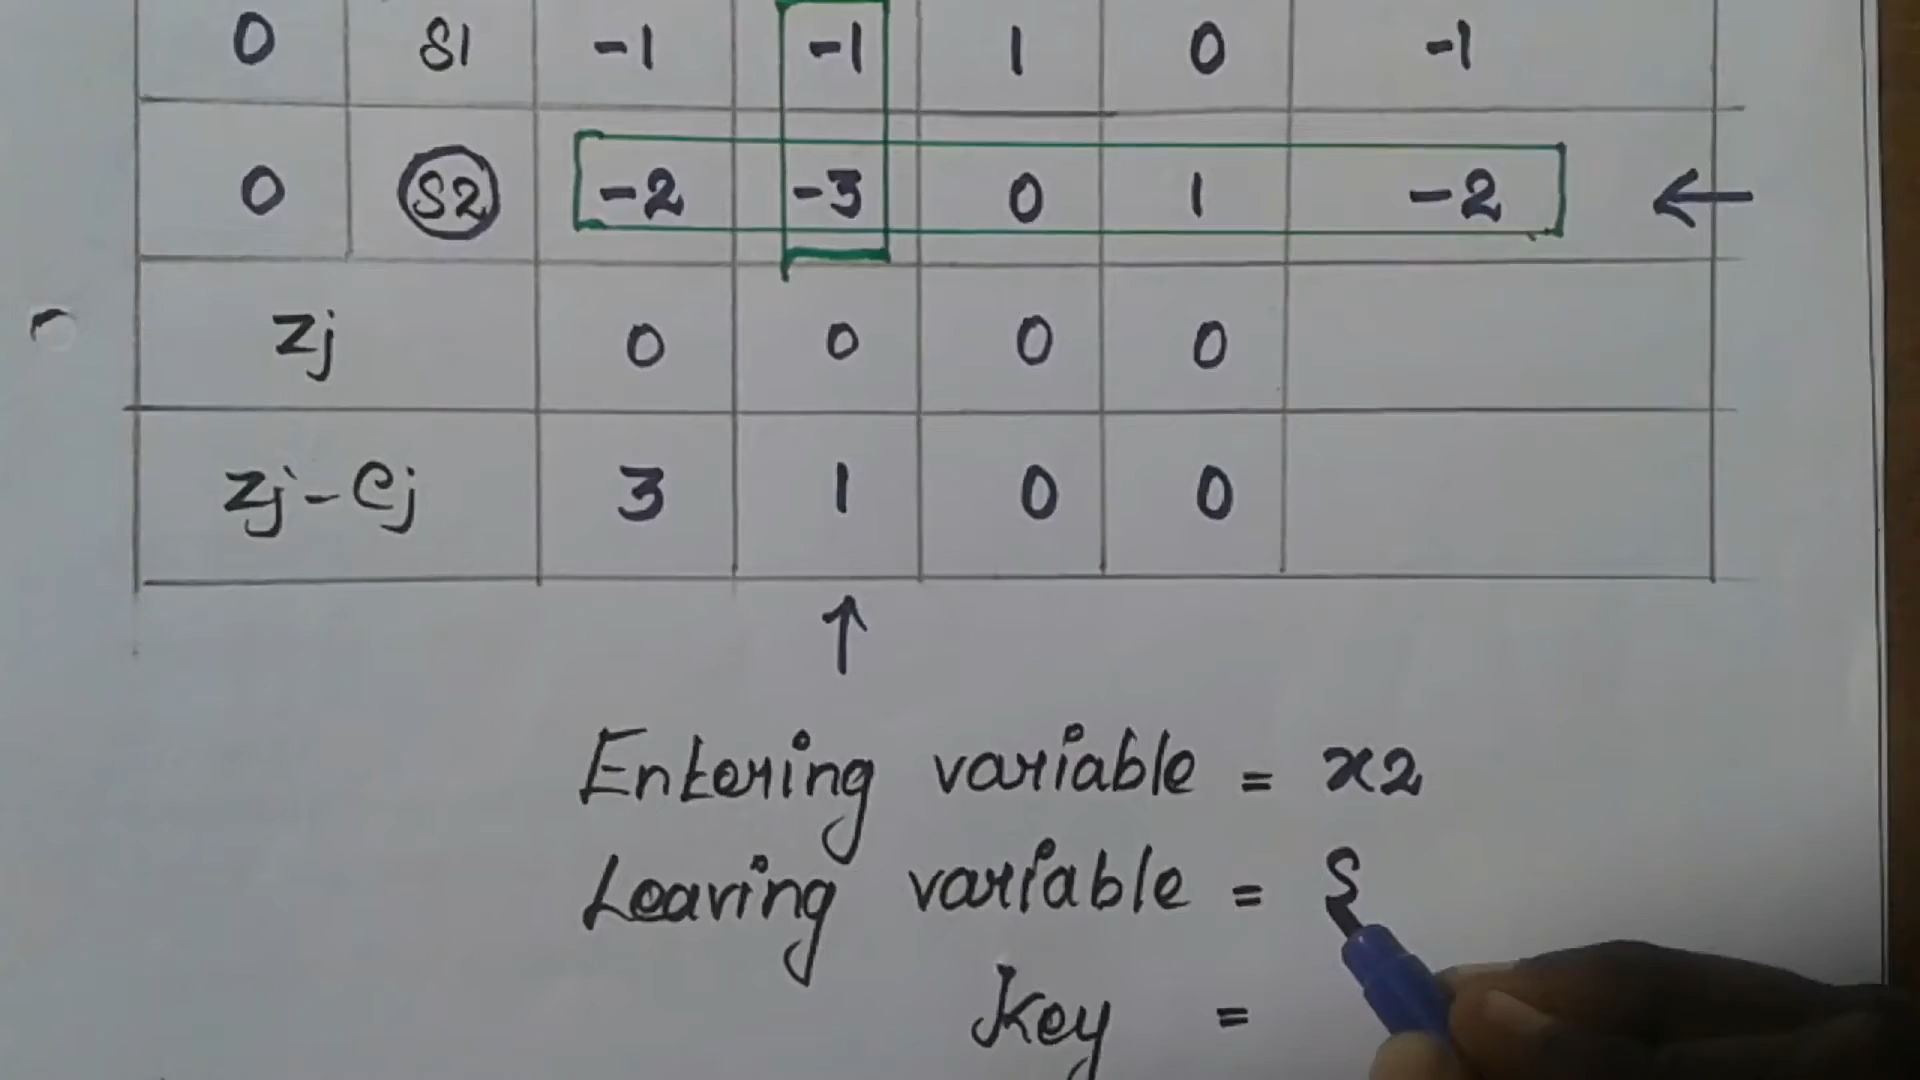 0 S1 -1 -1 1 0 -1
0 S2 -2 -3 0 1 -2
Zj 0 0 0 0
Zj-Cj 3 1 0 0
Entering variable = x2
Leaving variable = S
Key =